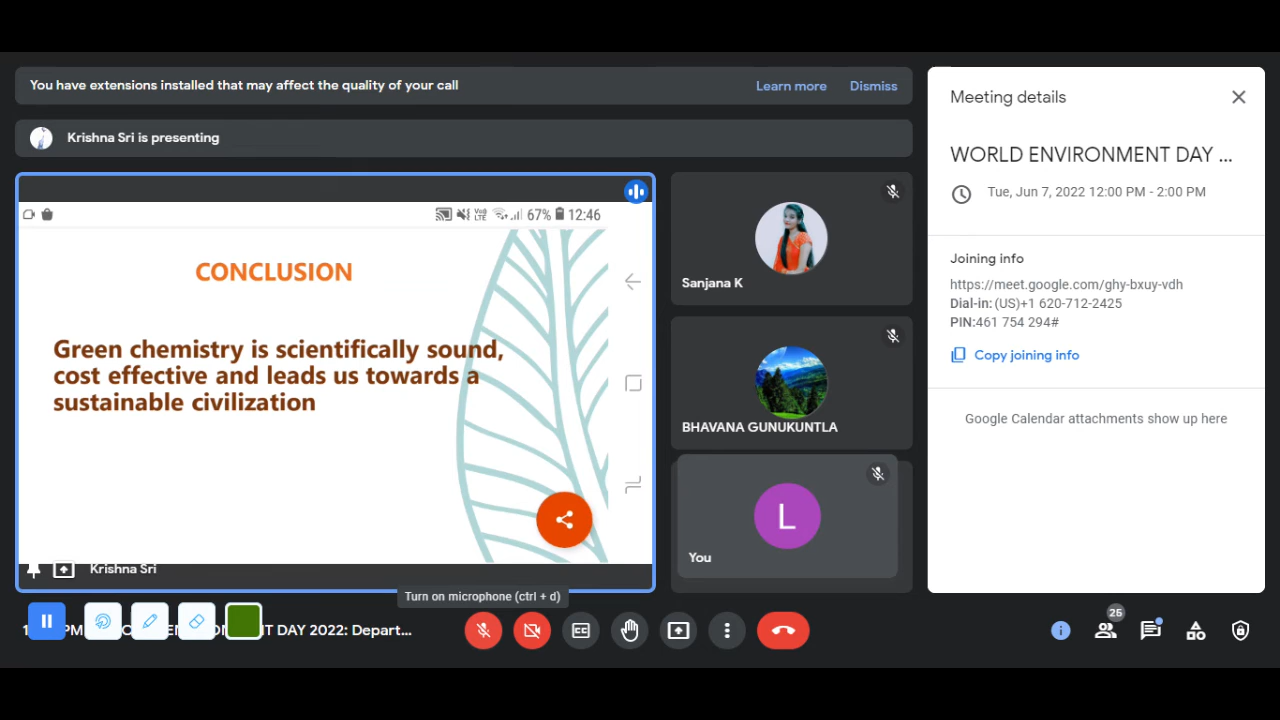 You have extensions installed that may affect the quality of your call
Learn more
Dismiss
Krishna Sri is presenting
Vo)) LTE
67%
12:46
CONCLUSION
Green chemistry is scientifically sound,
cost effective and leads us towards a
sustainable civilization
Krishna Sri
Sanjana K
BHAVANA GUNUKUNTLA
L
You
Meeting details
WORLD ENVIRONMENT DAY ...
Tue, Jun 7, 2022 12:00 PM - 2:00 PM
Joining info
https://meet.google.com/ghy-bxuy-vdh
Dial-in: (US)+1 620-712-2425
PIN:461 754 294#
Copy joining info
Google Calendar attachments show up here
Turn on microphone (ctrl + d)
T DAY 2022: Depart...
25